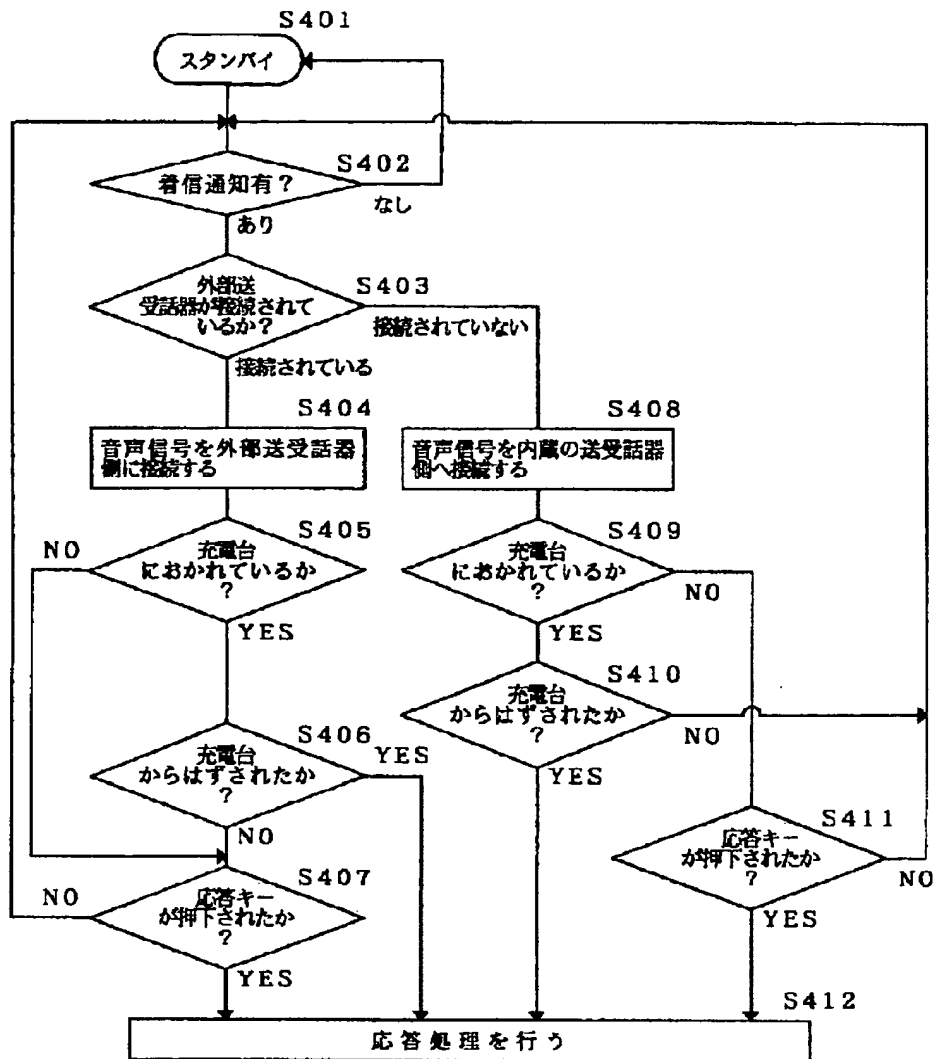 S401
スタンバイ
S402
着信通知有?
なし
あり
外部送
受話器が接続されて
いるか?
S403
接続されていない
接続されている
S404
音声信号を外部送受話器
側に接続する
S408
音声信号を内蔵の送受話器
側へ接続する
S405
NO
充電台
におかれているか
?
YES
S409
充電台
におかれているか
?
NO
YES
S410
充電台
からはずされたか
?
NO
YES
S406
充電台
からはずされたか
?
YES
NO
S411
応答キー
が押下されたか
?
NO
YES
S407
NO
応答キー
が押下されたか
?
YES
S412
応答処理を行う